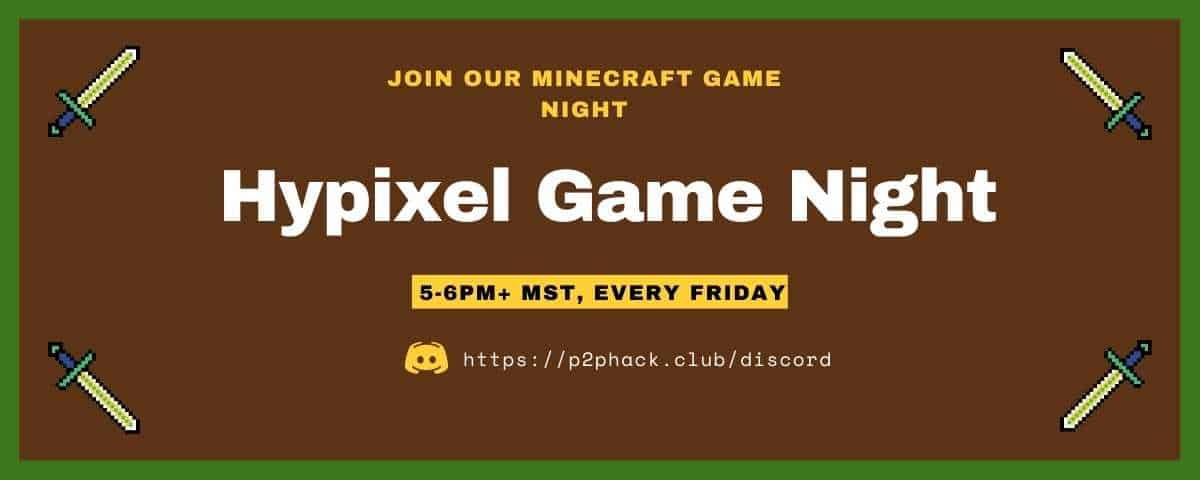 JOIN OUR MINECRAFT GAME
NIGHT
Hypixel Game Night
5-6PM+ MST, EVERY FRIDAY
https://p2phack.club/discord